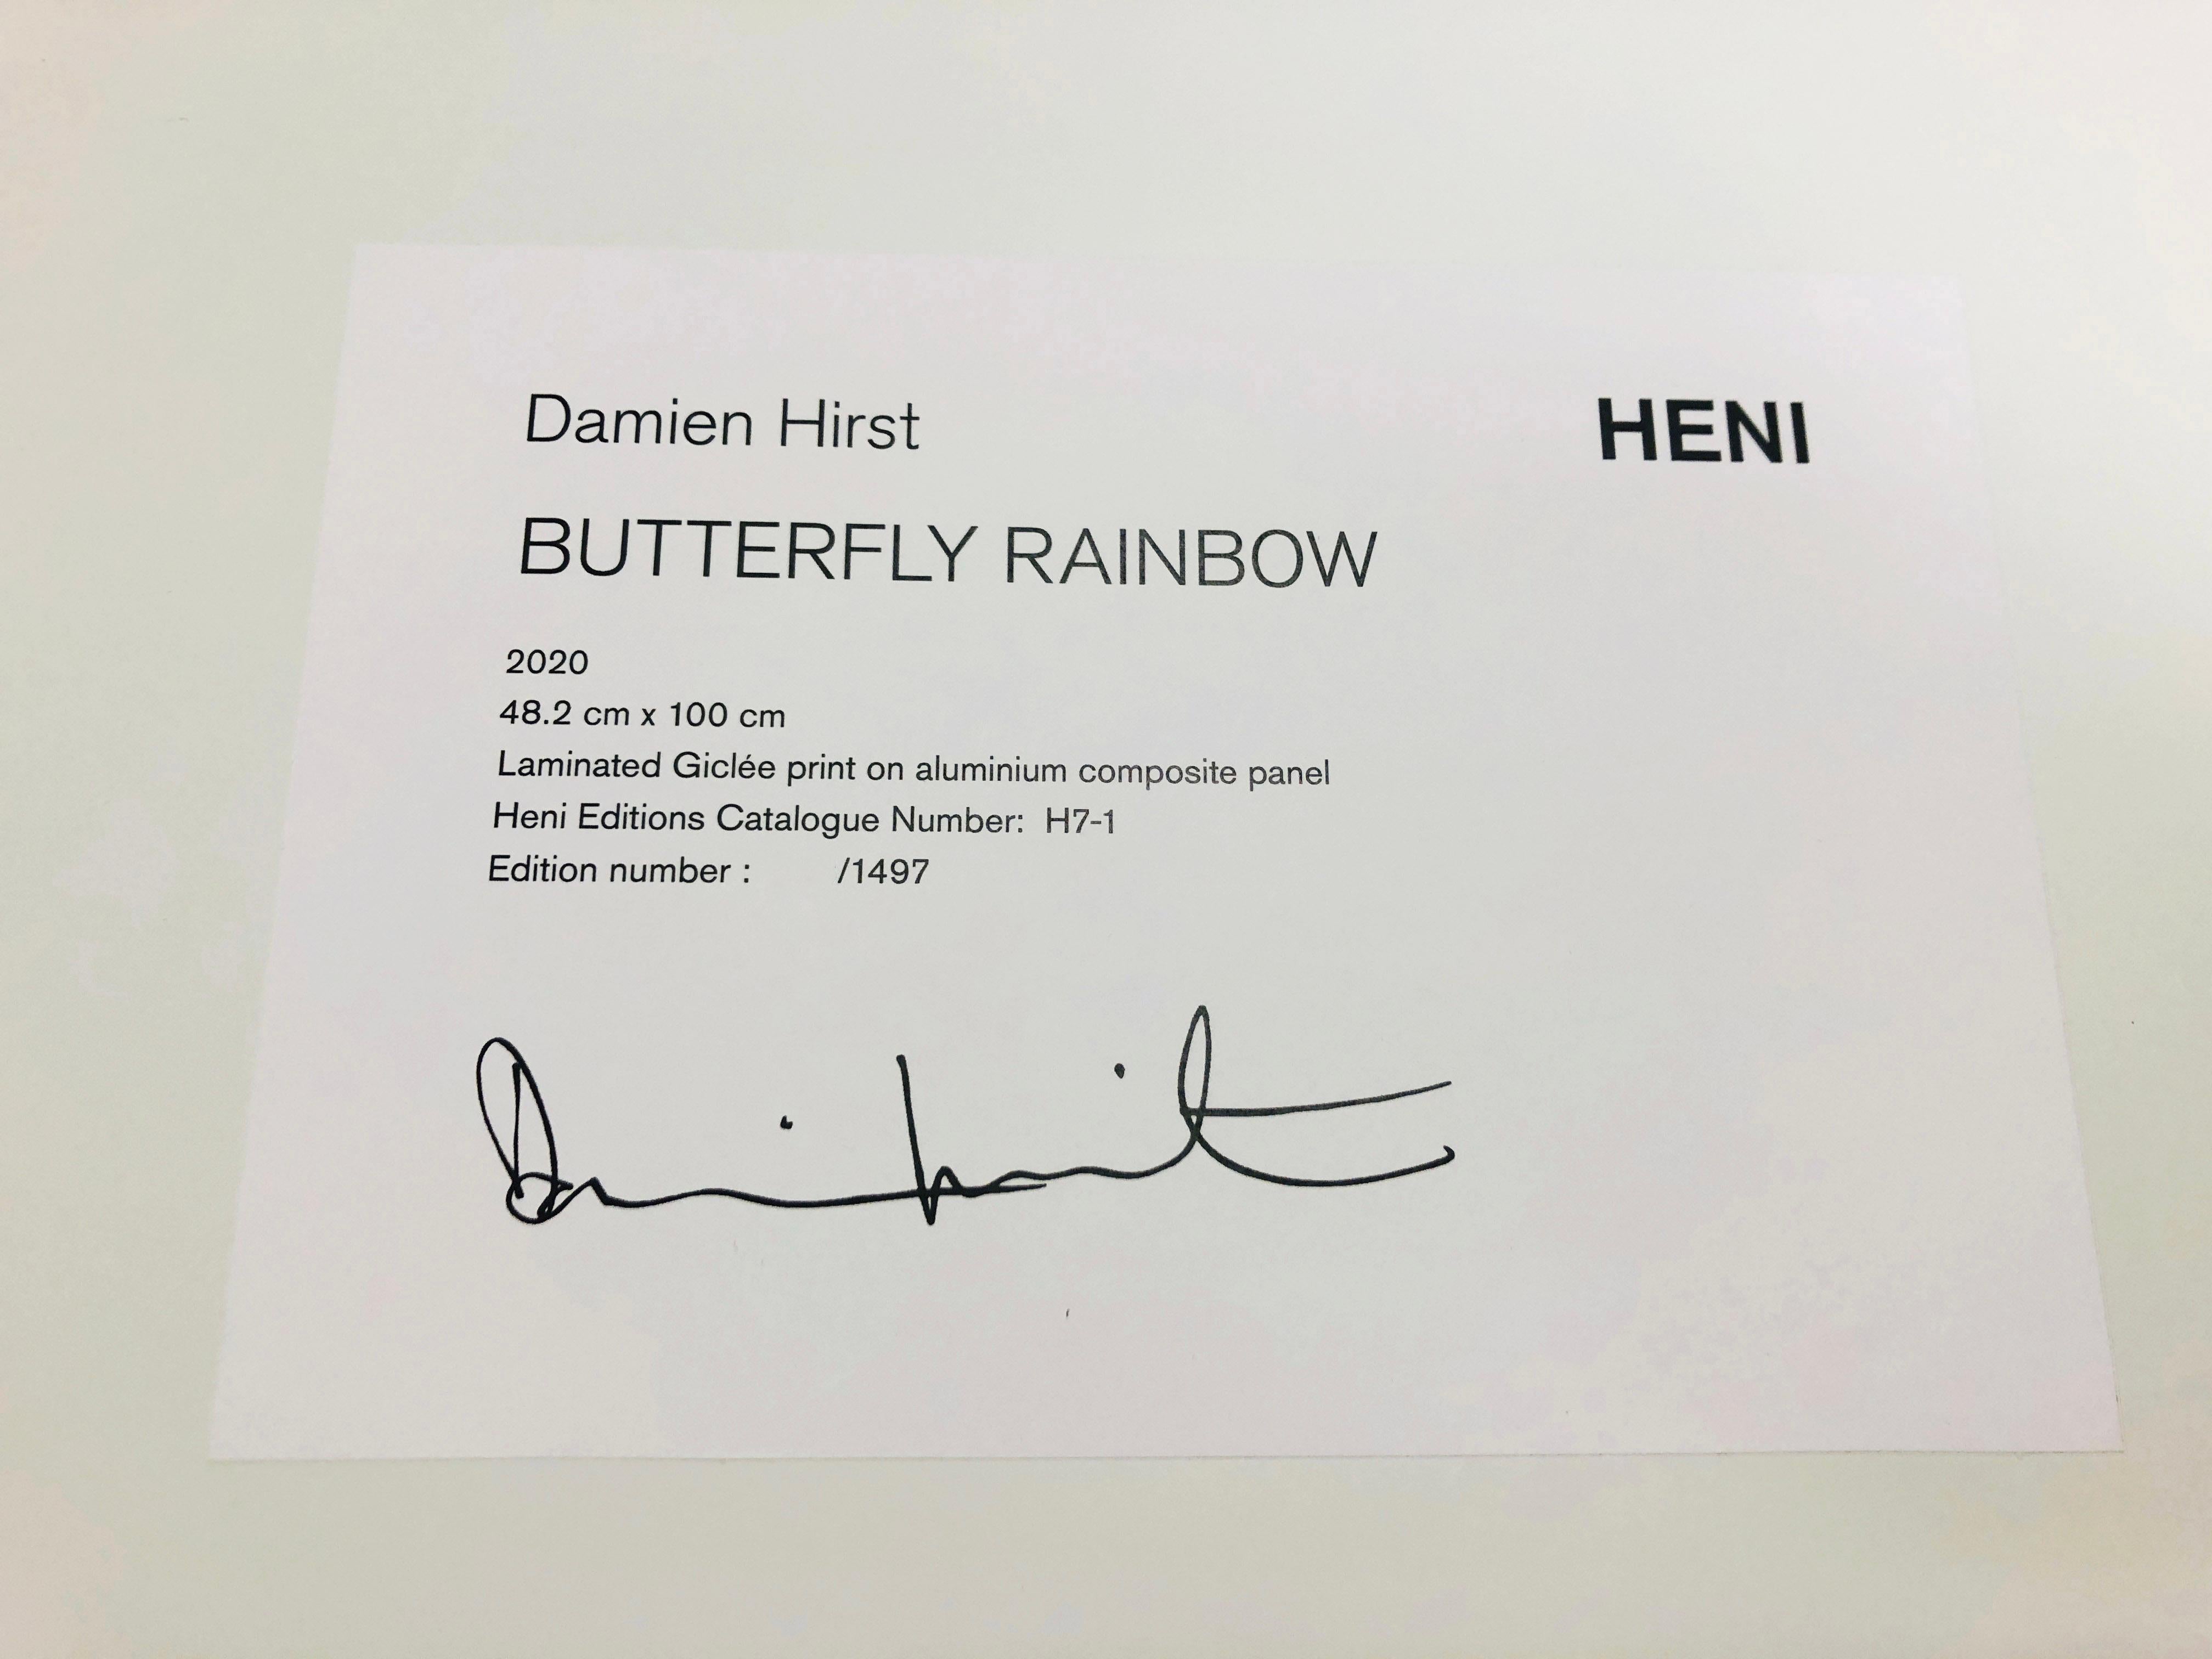 Damien Hirst
HENI
BUTTERFLY RAINBOW
2020
48.2 cm x 100 cm
Laminated Giclée print on aluminium composite panel
Heni Editions Catalogue Number: H7-1
Edition number : /1497